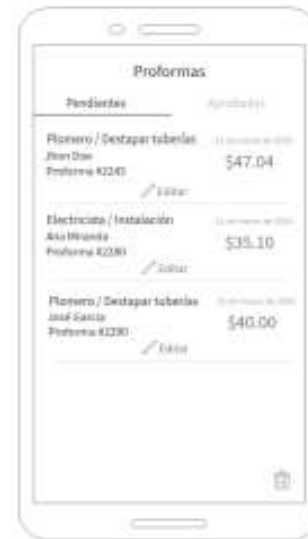 Proformas
Pendientes Aprobadas
Plomero / Destapar tuberías
Jhon Doe
Proforma #2245
$47.04
Editar
Electricista / Instalación
Ana Miranda
Proforma #2280
$35.10
Editar
Plomero / Destapar tuberías
José García
Proforma #2290
$40.00
Editar